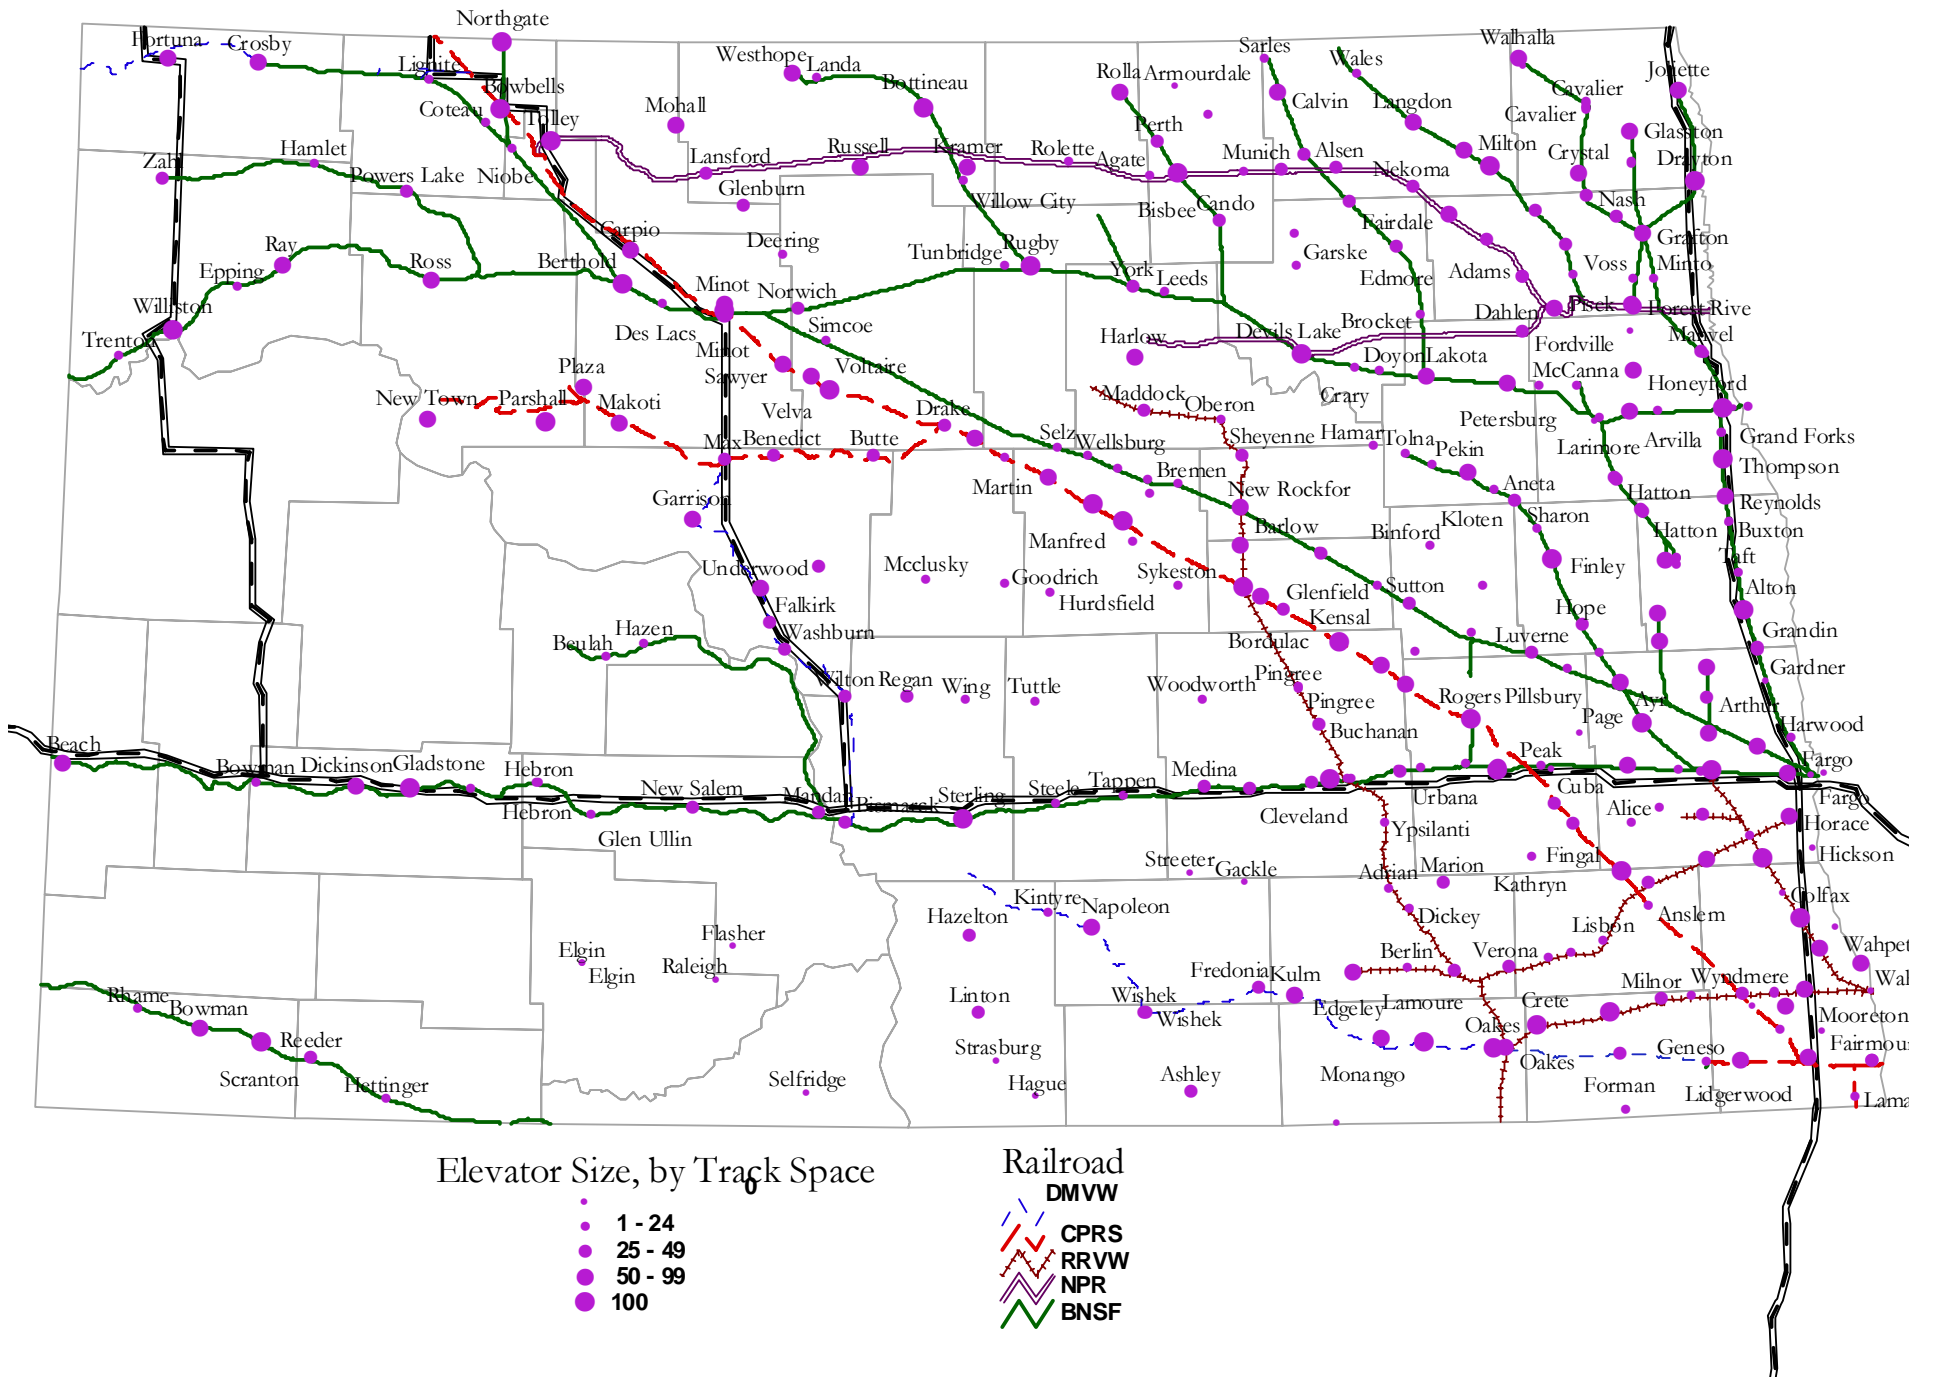 Northgate
Fortuna
Crosby
Lignite
Westhope
Landa
Bottineau
Sarles
Wales
Walhalla
Rolla
Armourdale
Joliette
Bowbells
Coteau
Tolley
Mohall
Calvin
Langdon
Cavalier
Cavalier
Glasston
Zahl
Hamlet
Powers Lake
Niobe
Lansford
Glenburn
Russell
Kramer
Rolette
Agate
Perth
Munich
Alsen
Nekoma
Milton
Crystal
Drayton
Willow City
Bisbee
Cando
Fairdale
Nash
Grafton
Carpio
Deering
Ray
Epping
Ross
Berthold
Tunbridge
Rugby
Garske
Edmore
Adams
Voss
Minto
Williston
Minot
Norwich
York
Leeds
Trenton
Des Lacs
Simcoe
Harlow
Devils Lake
Brocket
Dahlen
Pisek
Forest Rive
Manvel
Minot
Sawyer
Voltaire
Doyon
Lakota
Fordville
McCanna
Honeyford
New Town
Parshall
Plaza
Makoti
Velva
Drake
Maddock
Oberon
Crary
Petersburg
Larimore
Arvilla
Grand Forks
Max
Benedict
Butte
Selz
Wellsburg
Sheyenne
Hamar
Tolna
Pekin
Thompson
Garrison
Martin
Bremen
New Rockfor
Aneta
Hatton
Reynolds
Manfred
Barlow
Binford
Kloten
Sharon
Hatton
Buxton
Underwood
Mcclusky
Goodrich
Hurdsfield
Sykeston
Glenfield
Sutton
Finley
Taft
Alton
Falkirk
Washburn
Kensal
Hope
Grandin
Beulah
Hazen
Bordulac
Luverne
Gardner
Wilton
Regan
Wing
Tuttle
Woodworth
Pingree
Pingree
Rogers
Pillsbury
Page
Ayr
Arthur
Harwood
Buchanan
Beach
Bowman
Dickinson
Gladstone
Hebron
Hebron
New Salem
Mandan
Bismarck
Sterling
Steele
Tappen
Medina
Peak
Fargo
Fargo
Glen Ullin
Cleveland
Urbana
Cuba
Alice
Horace
Ypsilanti
Hickson
Streeter
Gackle
Adrian
Marion
Kathryn
Fingal
Colfax
Kintyre
Napoleon
Hazelton
Dickey
Lisbon
Anslem
Flasher
Elgin
Elgin
Raleigh
Berlin
Verona
Wahpet
Wal
Rhame
Bowman
Linton
Wishek
Wishek
Fredonia
Kulm
Edgeley
Lamoure
Crete
Milnor
Wyndmere
Mooreton
Reeder
Scranton
Hettinger
Strasburg
Hague
Selfridge
Ashley
Monango
Oakes
Oakes
Forman
Geneso
Lidgerwood
Fairmou
Lama
Elevator Size, by Track Space
0
1 - 24
25 - 49
50 - 99
100
Railroad
DMVW
CPRS
RRVW
NPR
BNSF